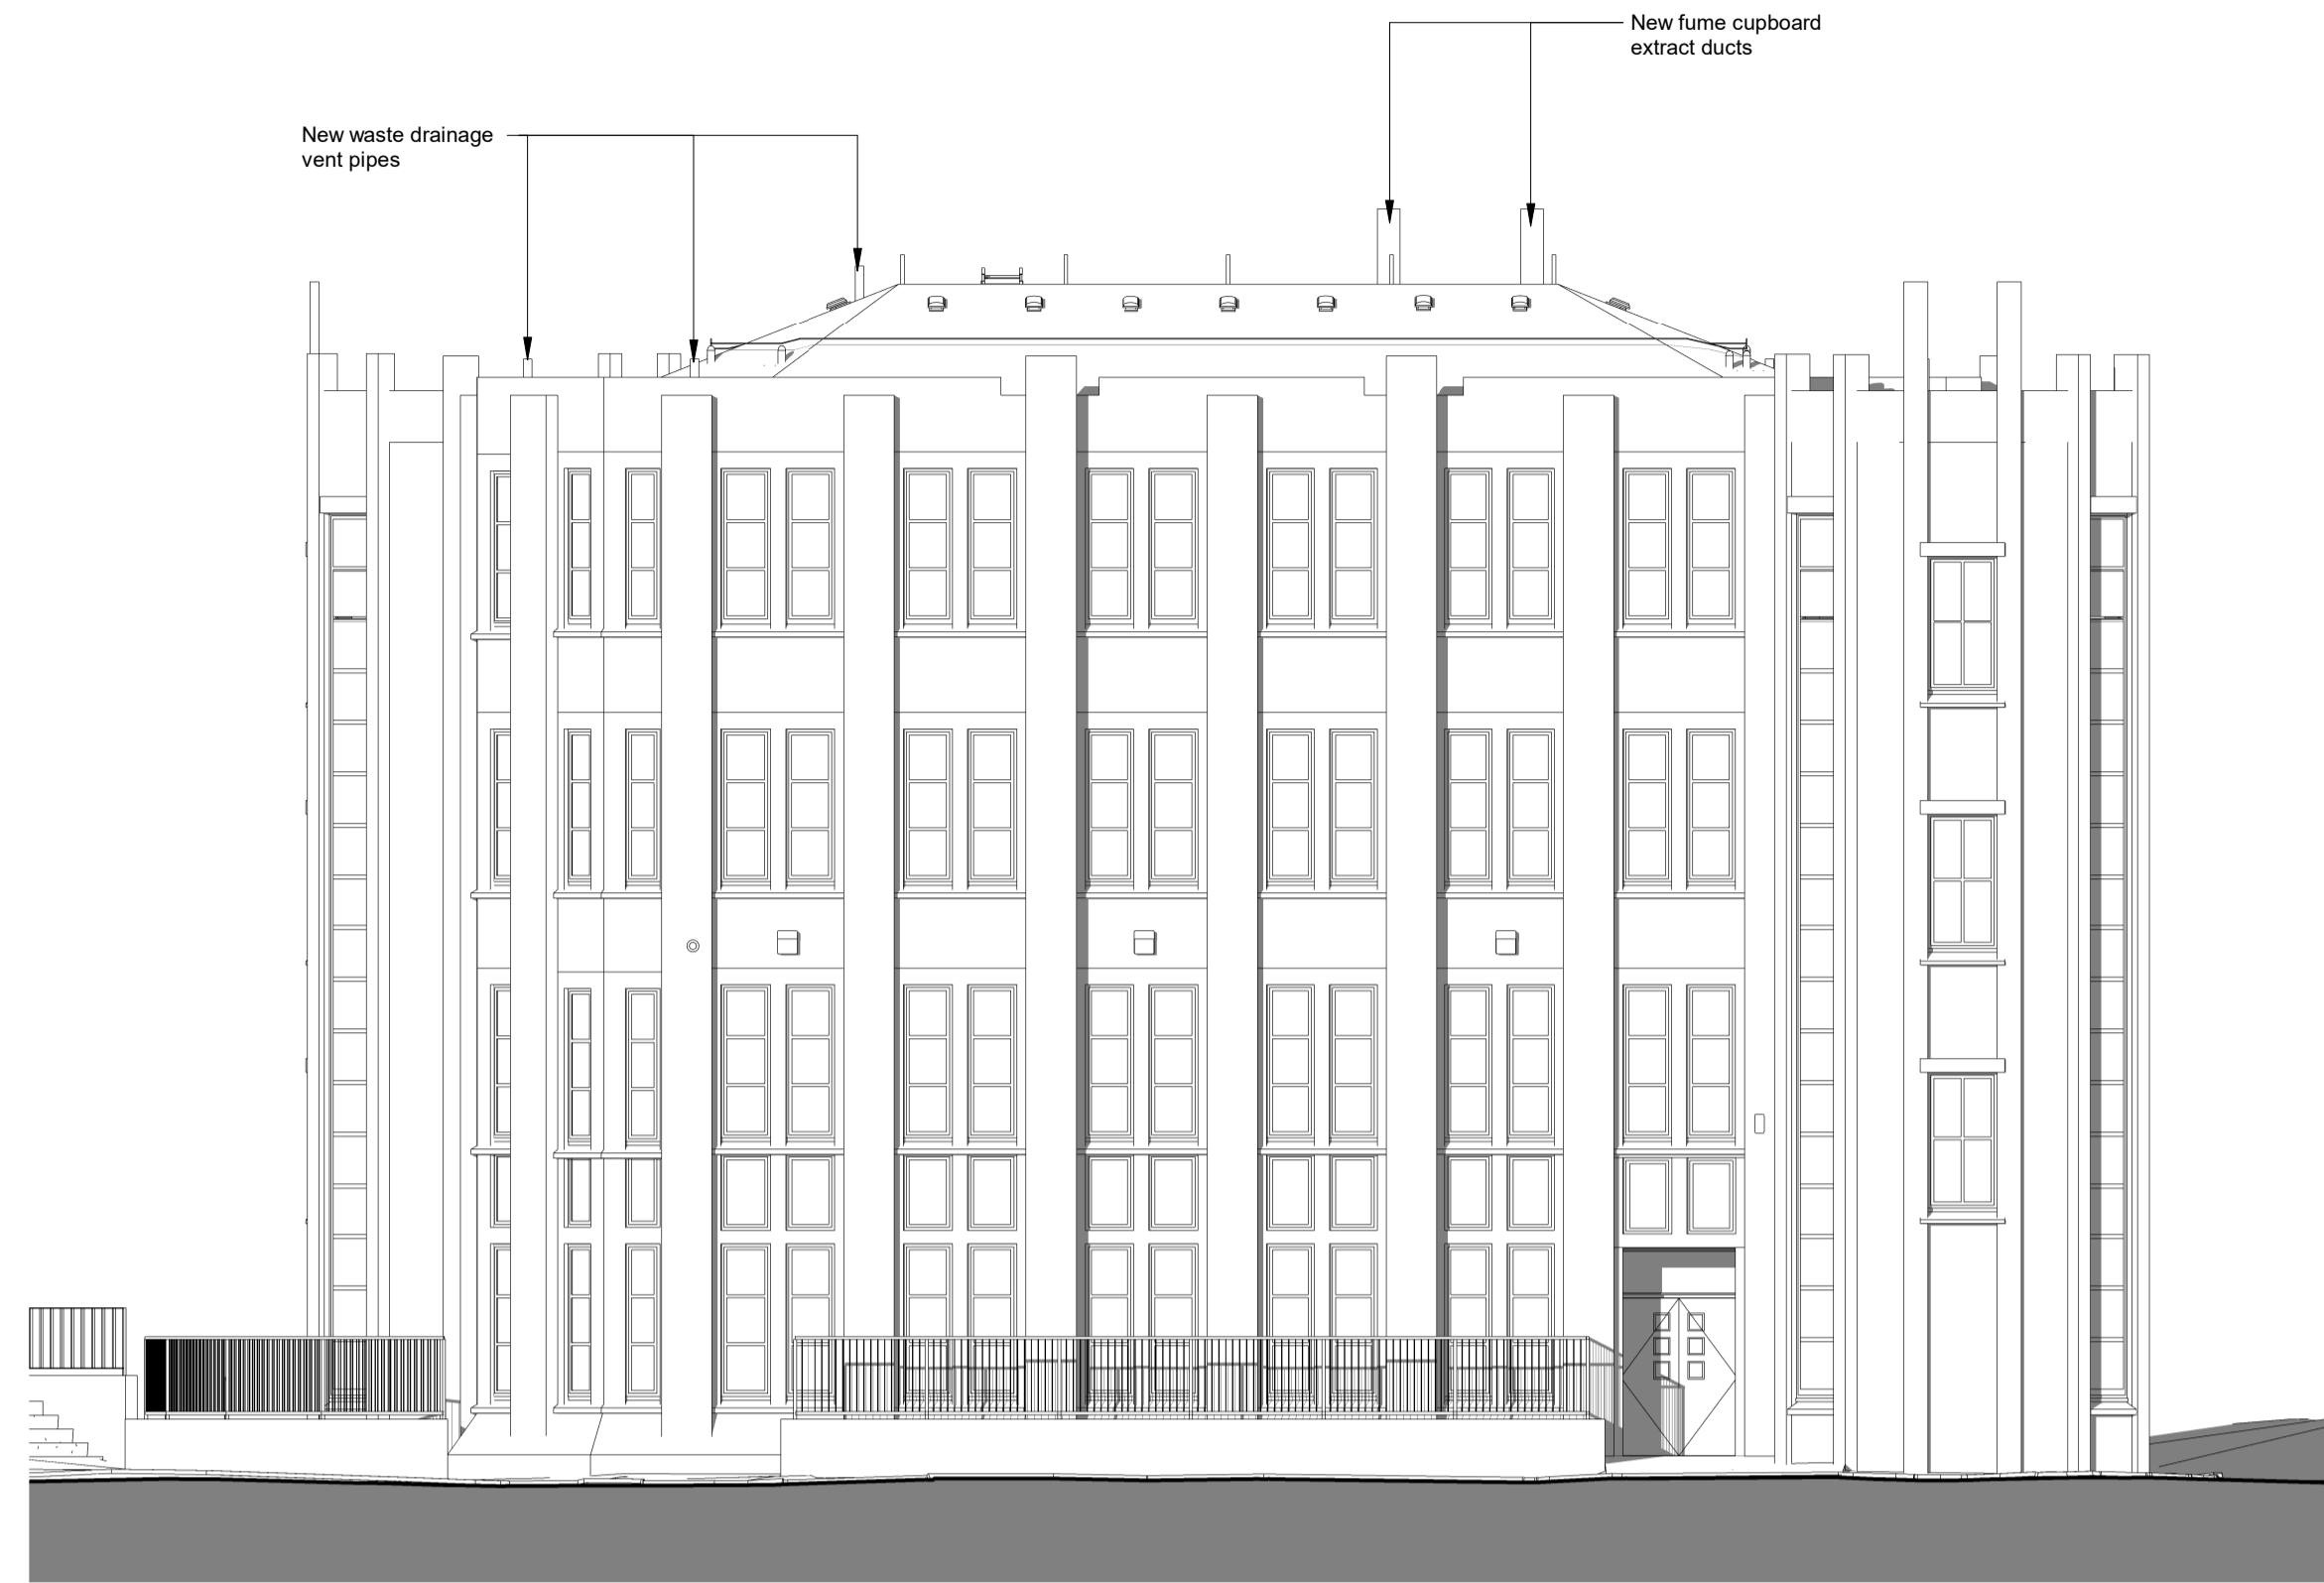 New fume cupboard
extract ducts
New waste drainage
vent pipes